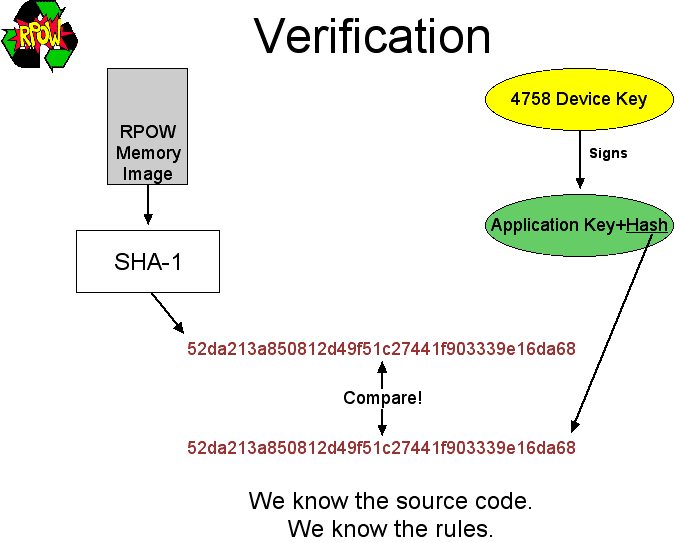 RPOW
Verification
RPOW
Memory
Image
4758 Device Key
Signs
Application Key+Hash
SHA-1
52da213a850812d49f51c27441f903339e16da68
Compare!
52da213a850812d49f51c27441f903339e16da68
We know the source code.
We know the rules.